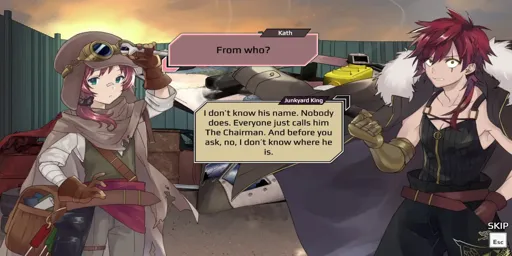 Kath
From who?
Junkyard King
I don't know his name. Nobody
does. Everyone just calls him
The Chairman. And before you
ask, no, I don't know where he
is.
SKIP
Esc